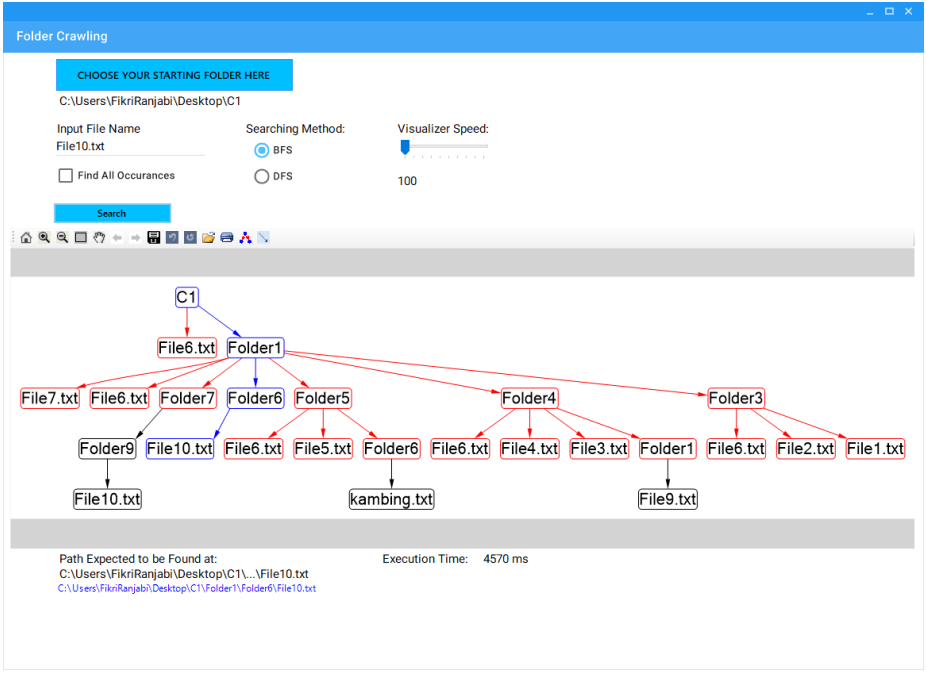 Folder Crawling
CHOOSE YOUR STARTING FOLDER HERE
C:\Users\FikriRanjabi\Desktop\C1
Input File Name
File10.txt
Find All Occurances
Searching Method:
BFS
DFS
Visualizer Speed:
100
Search
C1
File6.txt Folder1
File7.txt File6.txt Folder7 Folder6 Folder5 Folder4 Folder3
Folder9 File10.txt File6.txt File5.txt Folder6 File6.txt File4.txt File3.txt Folder1 File6.txt File2.txt File1.txt
File10.txt kambing.txt File9.txt
Path Expected to be Found at:
C:\Users\FikriRanjabi\Desktop\C1\...\File10.txt
C:\Users\FikriRanjabi\Desktop\C1\Folder1\Folder6\File10.txt
Execution Time: 4570 ms